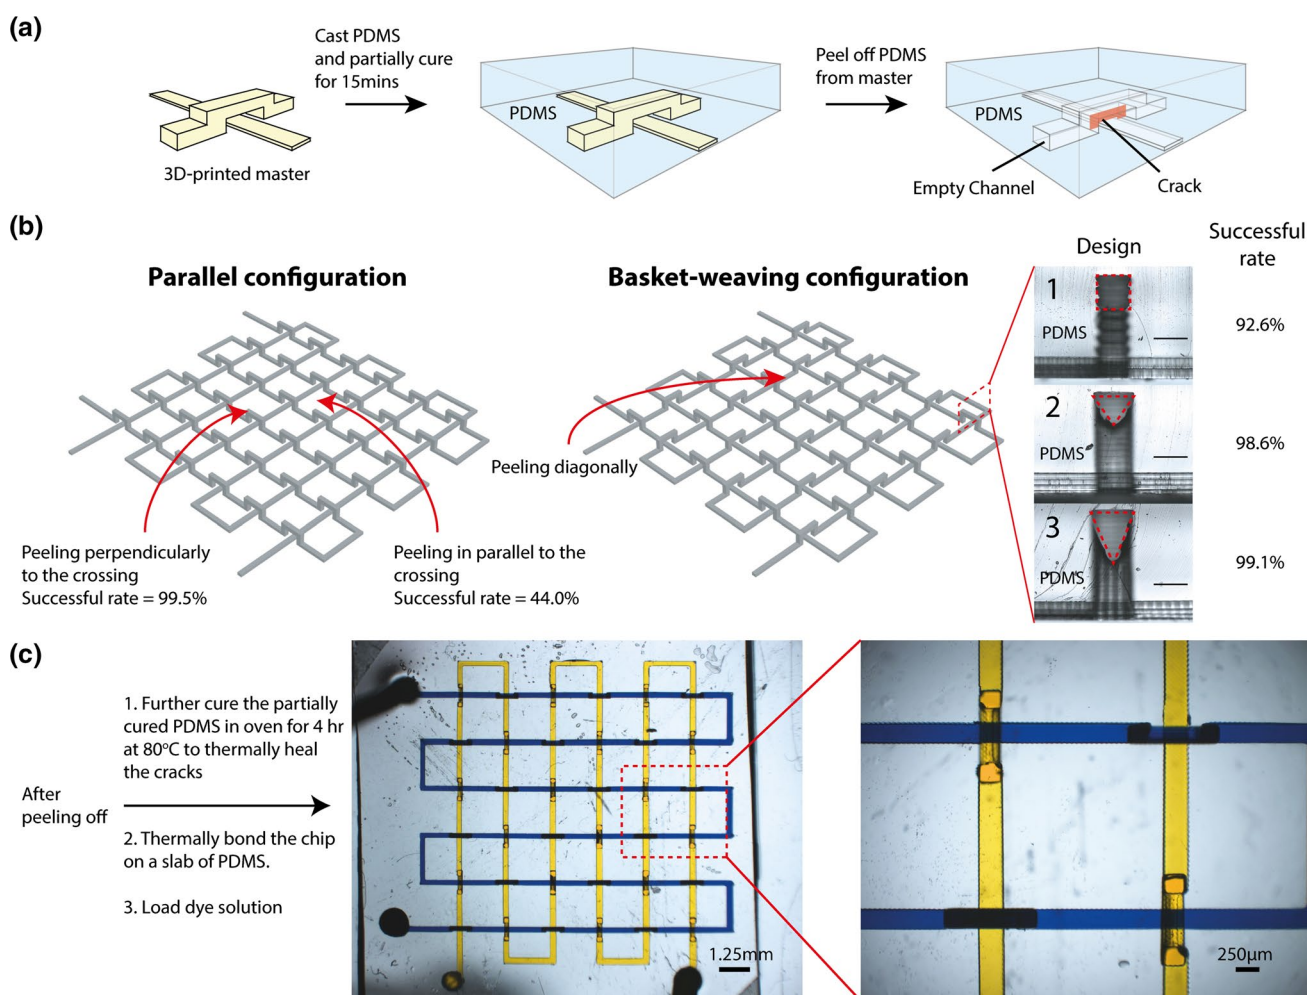 (a)
Cast PDMS
and partially cure
for 15mins
3D-printed master
PDMS
Peel off PDMS
from master
PDMS
Empty Channel
Crack
(b)
Parallel configuration
Peeling perpendicularly
to the crossing
Successful rate = 99.5%
Peeling in parallel to the
crossing
Successful rate = 44.0%
Basket-weaving configuration
Peeling diagonally
Design
Successful
rate
1
PDMS
92.6%
2
PDMS
98.6%
3
PDMS
99.1%
(c)
After
peeling off
1. Further cure the partially
cured PDMS in oven for 4 hr
at 80°C to thermally heal
the cracks
2. Thermally bond the chip
on a slab of PDMS.
3. Load dye solution
1.25mm
250µm